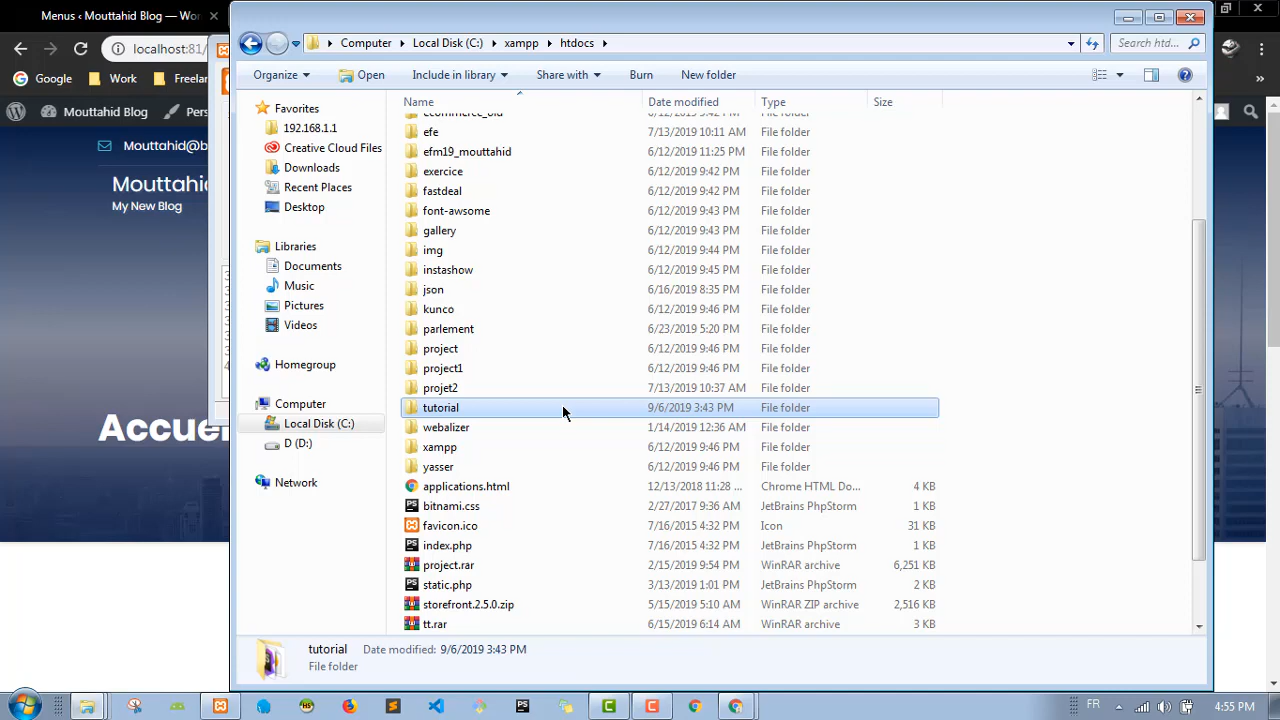 Menus ‹ Mouttahid Blog — Wor
localhost:81/
Google
Work
Freelan
Mouttahid Blog
Pers
Mouttahid@b
Mouttahid
My New Blog
Accuei
Computer
Local Disk (C:)
xampp
htdocs
Search htd...
Organize
Open
Include in library
Share with
Burn
New folder
Favorites
192.168.1.1
Creative Cloud Files
Downloads
Recent Places
Desktop
Libraries
Documents
Music
Pictures
Videos
Homegroup
Computer
Local Disk (C:)
D (D:)
Network
Name Date modified Type Size
efe 7/13/2019 10:11 AM File folder
efm19_mouttahid 6/12/2019 11:25 PM File folder
exercice 6/12/2019 9:42 PM File folder
fastdeal 6/12/2019 9:42 PM File folder
font-awsome 6/12/2019 9:43 PM File folder
gallery 6/12/2019 9:43 PM File folder
img 6/12/2019 9:44 PM File folder
instashow 6/12/2019 9:45 PM File folder
json 6/16/2019 8:35 PM File folder
kunco 6/12/2019 9:46 PM File folder
parlement 6/23/2019 5:20 PM File folder
project 6/12/2019 9:46 PM File folder
project1 6/12/2019 9:46 PM File folder
projet2 7/13/2019 10:37 AM File folder
tutorial 9/6/2019 3:43 PM File folder
webalizer 1/14/2019 12:36 AM File folder
xampp 6/12/2019 9:46 PM File folder
yasser 6/12/2019 9:46 PM File folder
applications.html 12/13/2018 11:28 ... Chrome HTML Do... 4 KB
bitnami.css 2/27/2017 9:36 AM JetBrains PhpStorm 1 KB
favicon.ico 7/16/2015 4:32 PM Icon 31 KB
index.php 7/16/2015 4:32 PM JetBrains PhpStorm 1 KB
project.rar 2/15/2019 9:54 PM WinRAR archive 6,251 KB
static.php 3/13/2019 1:01 PM JetBrains PhpStorm 2 KB
storefront.2.5.0.zip 5/15/2019 5:10 AM WinRAR ZIP archive 2,516 KB
tt.rar 6/15/2019 6:14 AM WinRAR archive 3 KB
tutorial Date modified: 9/6/2019 3:43 PM
File folder
FR
4:55 PM